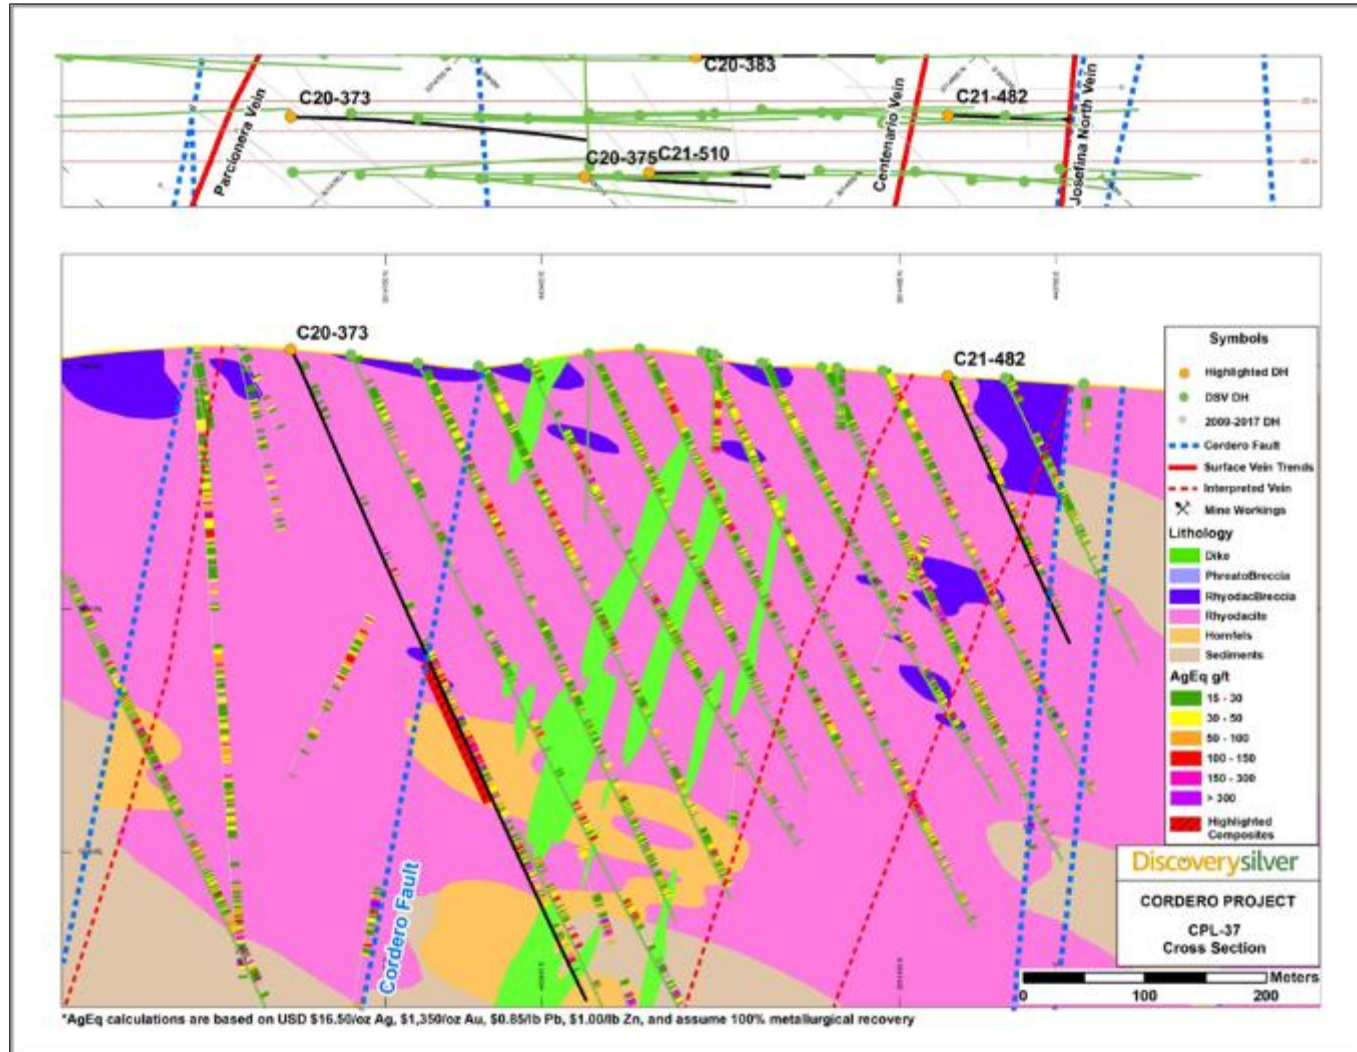 C20-383
C20-373
C21-482
C20-375 C21-510
Parcionera Vein
Centenario Vein
Josefina North Vein
C20-373
C21-482
Cordero Fault
Symbols
Highlighted DH
DSV DH
2009-2017 DH
Cordero Fault
Surface Vein Trends
Interpreted Vein
Mine Workings
Lithology
Dike
PhreatoBreccia
RhyodacBreccia
Rhyodacite
Hornfels
Sediments
AgEq g/t
15 - 30
30 - 50
50 - 100
100 - 150
150 - 300
> 300
Highlighted
Composites
Discoverysilver
CORDERO PROJECT
CPL-37
Cross Section
Meters
0 100 200
*AgEq calculations are based on USD $16.50/oz Ag, $1,350/oz Au, $0.85/lb Pb, $1.00/lb Zn, and assume 100% metallurgical recovery